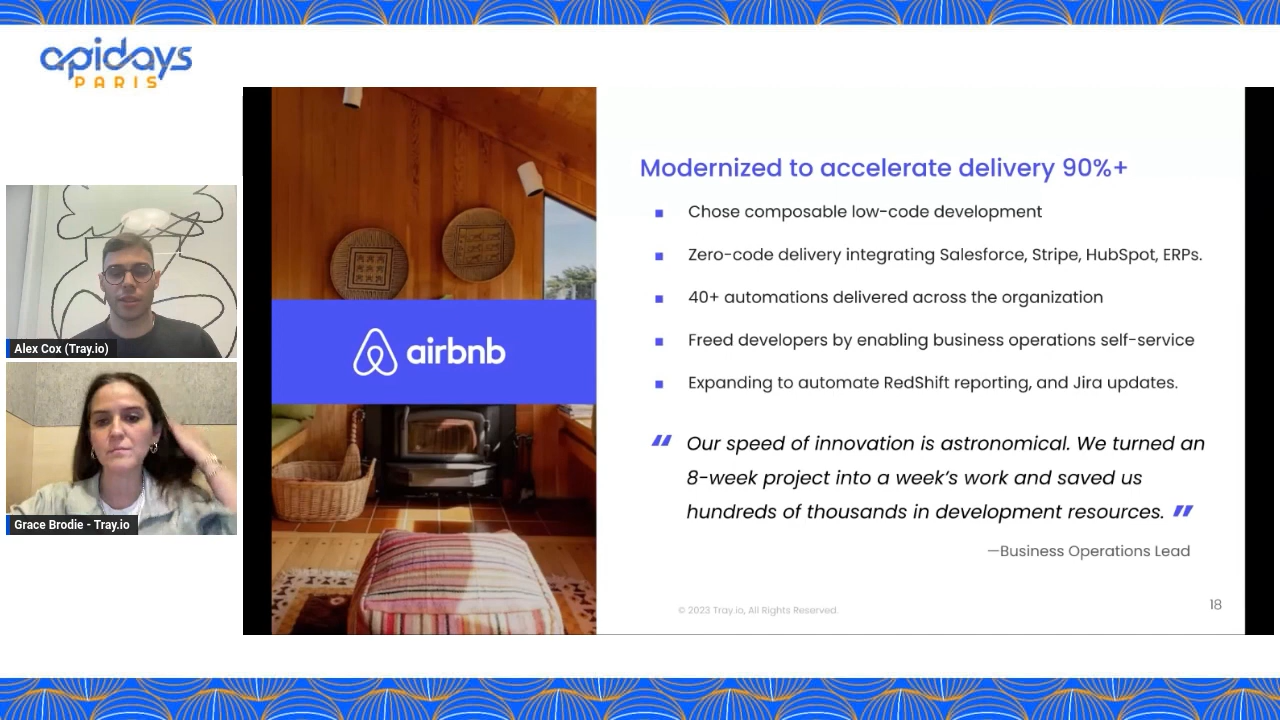 apidays
PARIS
Alex Cox (Tray.io)
Grace Brodie - Tray.io
airbnb
Modernized to accelerate delivery 90%+
▪ Chose composable low-code development
▪ Zero-code delivery integrating Salesforce, Stripe, HubSpot, ERPs.
▪ 40+ automations delivered across the organization
▪ Freed developers by enabling business operations self-service
▪ Expanding to automate RedShift reporting, and Jira updates.
“ Our speed of innovation is astronomical. We turned an
8-week project into a week’s work and saved us
hundreds of thousands in development resources. ”
—Business Operations Lead
© 2023 Tray.io, All Rights Reserved.
18